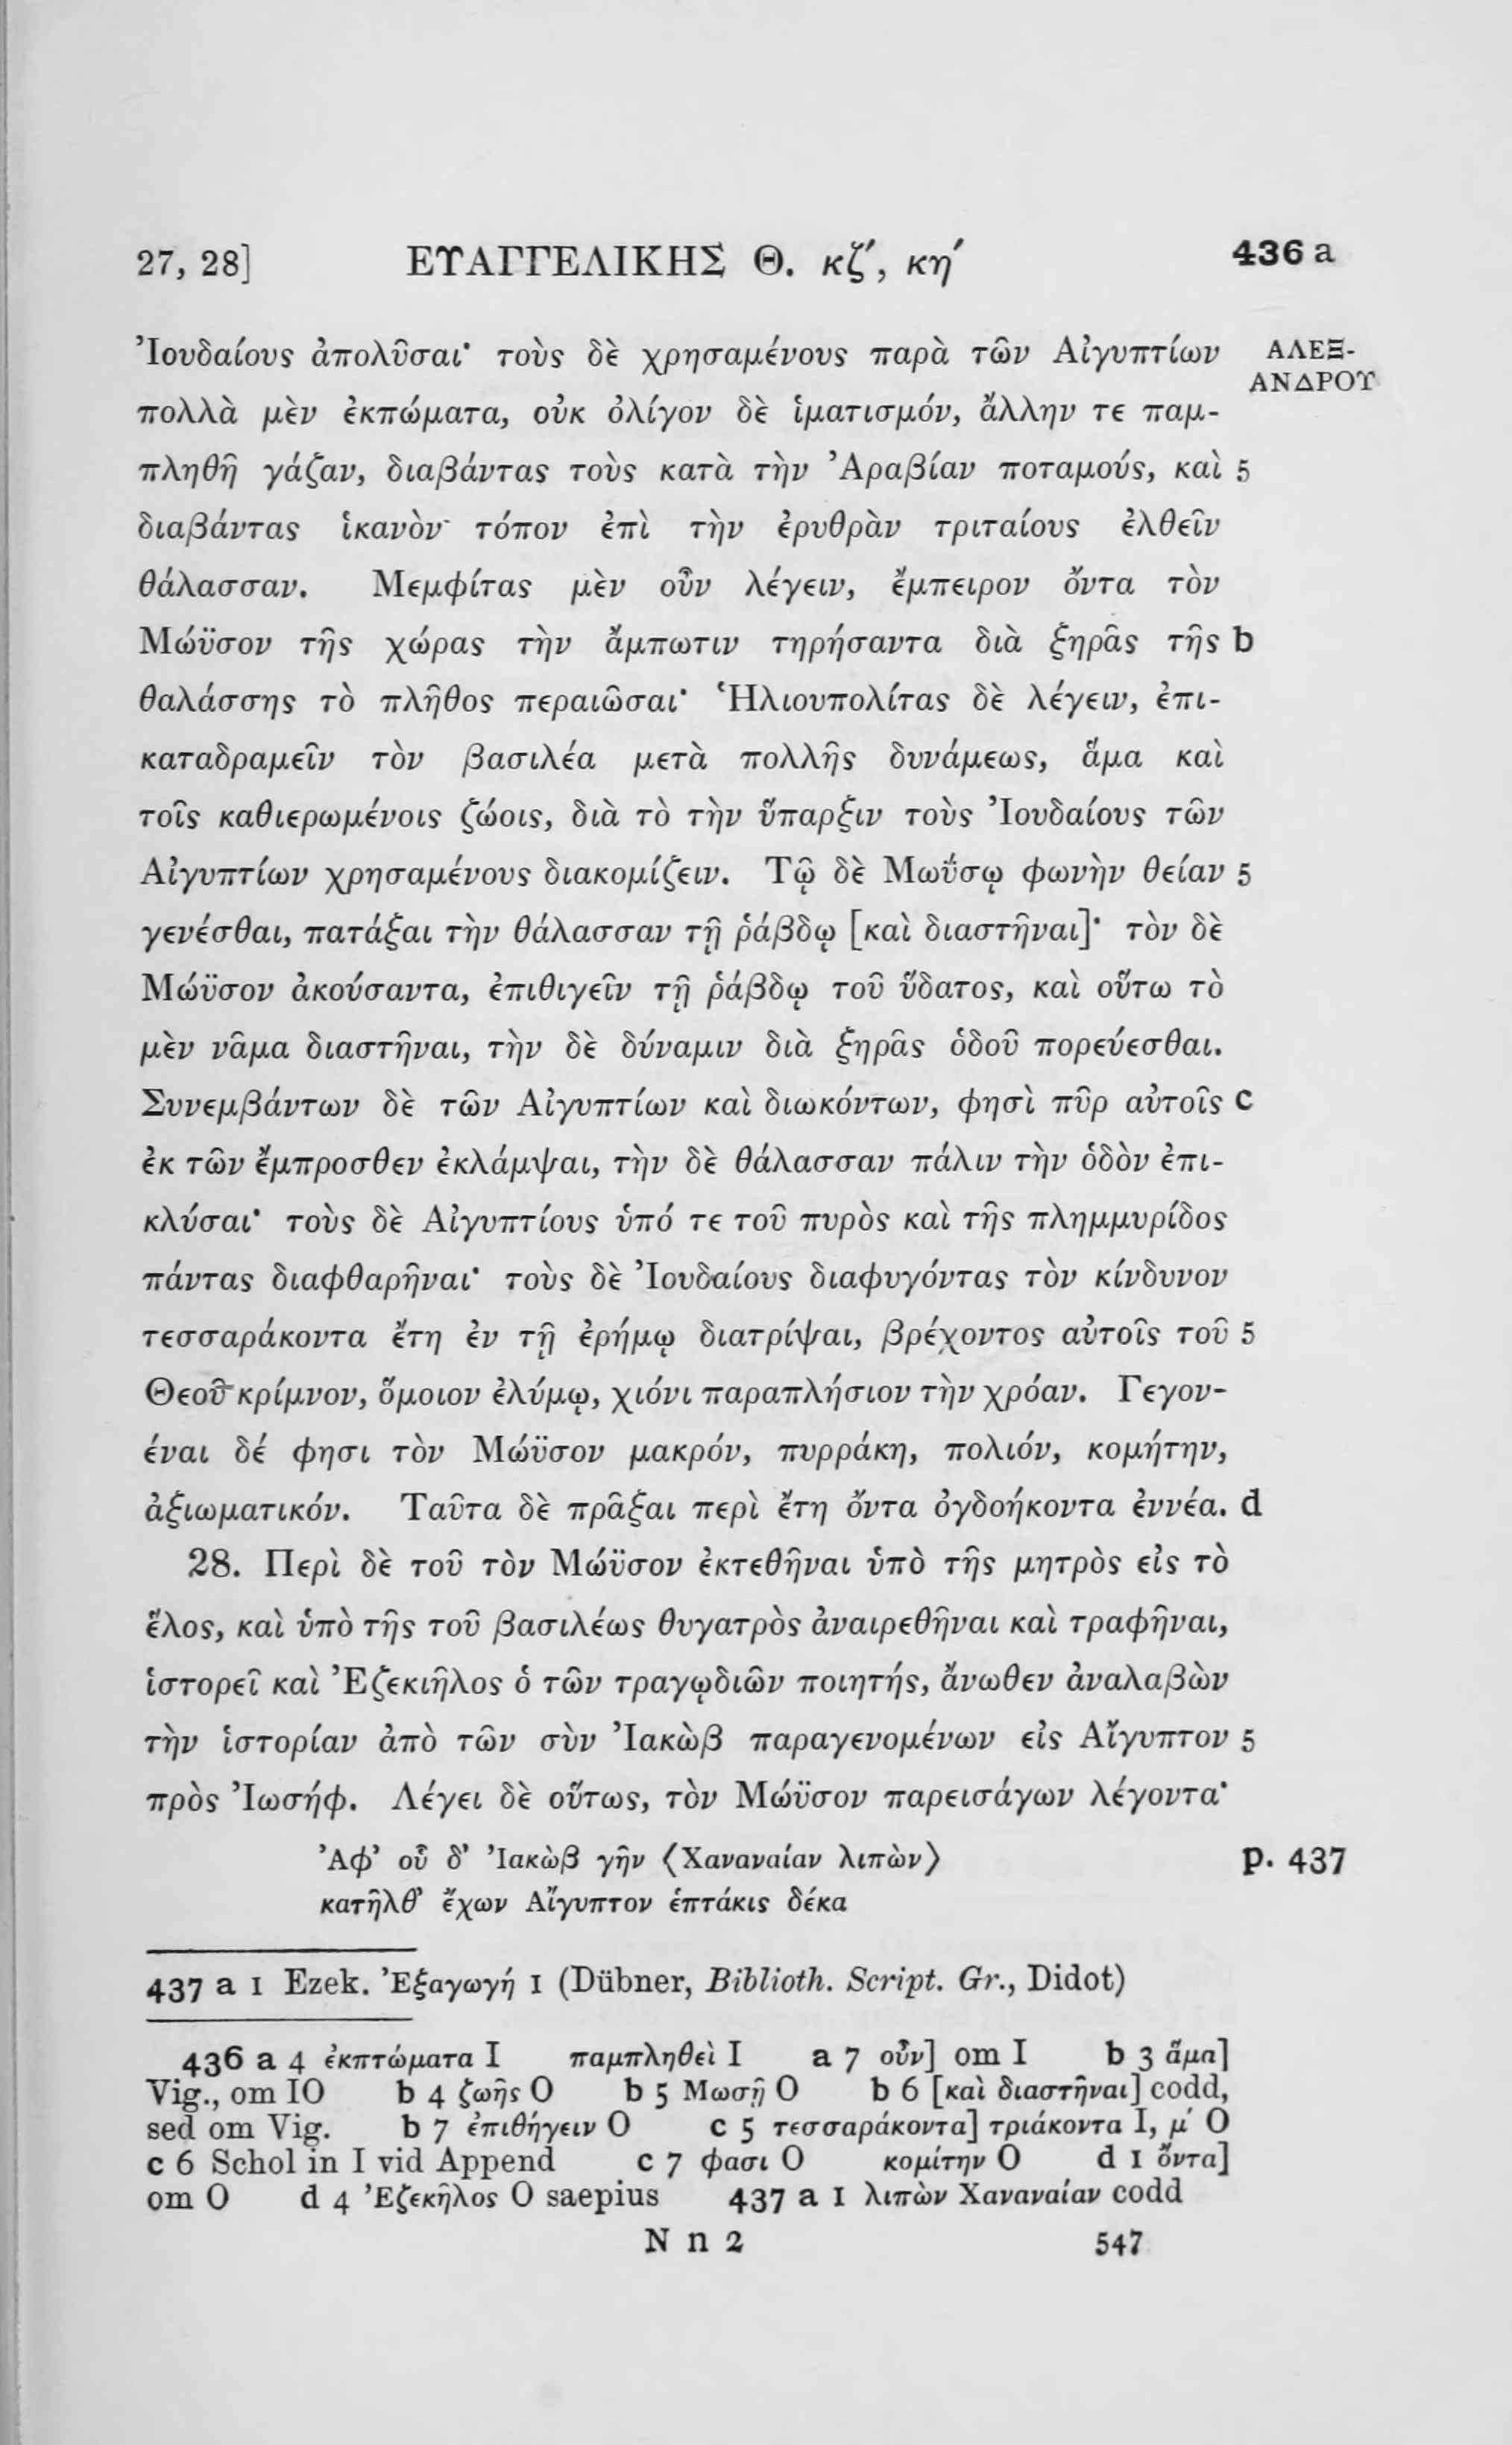 27, 28] ΕΥΑΓΓΕΛΙΚΗΣ Θ. κζ′, κη′ 436 a
Ἰουδαίους ἀπολῦσαι· τοὺς δὲ χρησαμένους παρὰ τῶν Αἰγυπτίων ΑΛΕΞ-
ΑΝΔΡΟΥ
πολλὰ μὲν ἐκπώματα, οὐκ ὀλίγον δὲ ἱματισμόν, ἄλλην τε παμ-
πληθῆ γάζαν, διαβάντας τοὺς κατὰ τὴν Ἀραβίαν ποταμούς, καὶ 5
διαβάντας ἱκανὸν τόπον ἐπὶ τὴν ἐρυθρὰν τριταίους ἐλθεῖν
θάλασσαν. Μεμφίτας μὲν οὖν λέγειν, ἔμπειρον ὄντα τὸν
Μώϋσον τῆς χώρας τὴν ἄμπωτιν τηρήσαντα διὰ ξηρᾶς τῆς b
θαλάσσης τὸ πλῆθος περαιῶσαι· Ἡλιουπολίτας δὲ λέγειν, ἐπι-
καταδραμεῖν τὸν βασιλέα μετὰ πολλῆς δυνάμεως, ἅμα καὶ
τοῖς καθιερωμένοις ζώοις, διὰ τὸ τὴν ὕπαρξιν τοὺς Ἰουδαίους τῶν
Αἰγυπτίων χρησαμένους διακομίζειν. Τῷ δὲ Μωΰσῳ φωνὴν θείαν 5
γενέσθαι, πατάξαι τὴν θάλασσαν τῇ ῥάβδῳ [καὶ διαστῆναι]· τὸν δὲ
Μώϋσον ἀκούσαντα, ἐπιθιγεῖν τῇ ῥάβδῳ τοῦ ὕδατος, καὶ οὕτω τὸ
μὲν νᾶμα διαστῆναι, τὴν δὲ δύναμιν διὰ ξηρᾶς ὁδοῦ πορεύεσθαι.
Συνεμβάντων δὲ τῶν Αἰγυπτίων καὶ διωκόντων, φησὶ πῦρ αὐτοῖς c
ἐκ τῶν ἔμπροσθεν ἐκλάμψαι, τὴν δὲ θάλασσαν πάλιν τὴν ὁδὸν ἐπι-
κλύσαι· τοὺς δὲ Αἰγυπτίους ὑπό τε τοῦ πυρὸς καὶ τῆς πλημμυρίδος
πάντας διαφθαρῆναι· τοὺς δὲ Ἰουδαίους διαφυγόντας τὸν κίνδυνον
τεσσαράκοντα ἔτη ἐν τῇ ἐρήμῳ διατρίψαι, βρέχοντος αὐτοῖς τοῦ 5
Θεοῦ κρίμνον, ὅμοιον ἐλύμῳ, χιόνι παραπλήσιον τὴν χρόαν. Γεγον-
έναι δέ φησι τὸν Μώϋσον μακρόν, πυρράκη, πολιόν, κομήτην,
ἀξιωματικόν. Ταῦτα δὲ πρᾶξαι περὶ ἔτη ὄντα ὀγδοήκοντα ἐννέα. d
28. Περὶ δὲ τοῦ τὸν Μώϋσον ἐκτεθῆναι ὑπὸ τῆς μητρὸς εἰς τὸ
ἕλος, καὶ ὑπὸ τῆς τοῦ βασιλέως θυγατρὸς ἀναιρεθῆναι καὶ τραφῆναι,
ἱστορεῖ καὶ Ἐζεκιῆλος ὁ τῶν τραγῳδιῶν ποιητής, ἄνωθεν ἀναλαβὼν
τὴν ἱστορίαν ἀπὸ τῶν σὺν Ἰακὼβ παραγενομένων εἰς Αἴγυπτον 5
πρὸς Ἰωσήφ. Λέγει δὲ οὕτως, τὸν Μώϋσον παρεισάγων λέγοντα·
Ἀφ’ οὗ δ’ Ἰακὼβ γῆν ⟨Χαναναίαν λιπὼν⟩ p. 437
κατῆλθ’ ἔχων Αἴγυπτον ἑπτάκις δέκα
437 a 1 Ezek. Ἐξαγωγή 1 (Dübner, Biblioth. Script. Gr., Didot)
436 a 4 ἐκπτώματα I παμπληθεὶ I a 7 οὖν] om I b 3 ἅμα]
Vig., om IO b 4 ζωῆς O b 5 Μωσῇ O b 6 [καὶ διαστῆναι] codd,
sed om Vig. b 7 ἐπιθήγειν O c 5 τεσσαράκοντα] τριάκοντα I, μ′ O
c 6 Schol in I vid Append c 7 φασι O κομίτην O d 1 ὄντα]
om O d 4 Ἐζεκῆλος O saepius 437 a 1 λιπὼν Χαναναίαν codd
N n 2 547